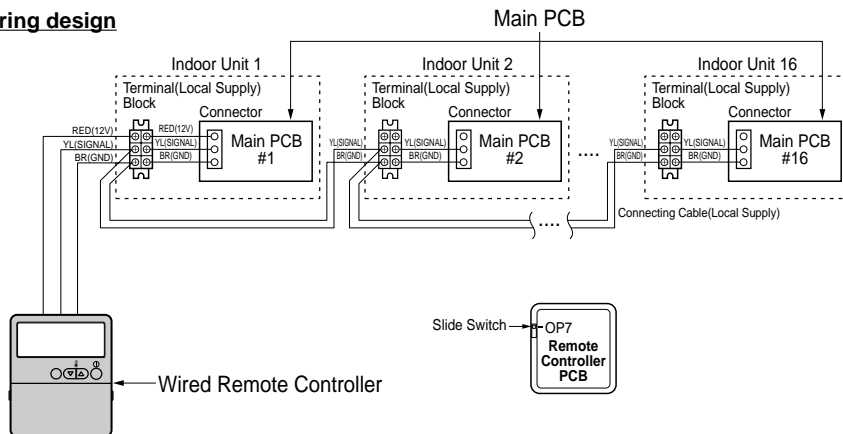 ring design
Main PCB
Indoor Unit 1
Terminal(Local Supply)
Block
Connector
RED(12V)
YL(SIGNAL)
BR(GND)
RED(12V)
YL(SIGNAL)
BR(GND)
Main PCB
#1
Indoor Unit 2
Terminal(Local Supply)
Block
Connector
YL(SIGNAL)
BR(GND)
YL(SIGNAL)
BR(GND)
Main PCB
#2
....
Indoor Unit 16
Terminal(Local Supply)
Block
Connector
YL(SIGNAL)
BR(GND)
YL(SIGNAL)
BR(GND)
Main PCB
#16
....
Connecting Cable(Local Supply)
Wired Remote Controller
Slide Switch
OP7
Remote
Controller
PCB